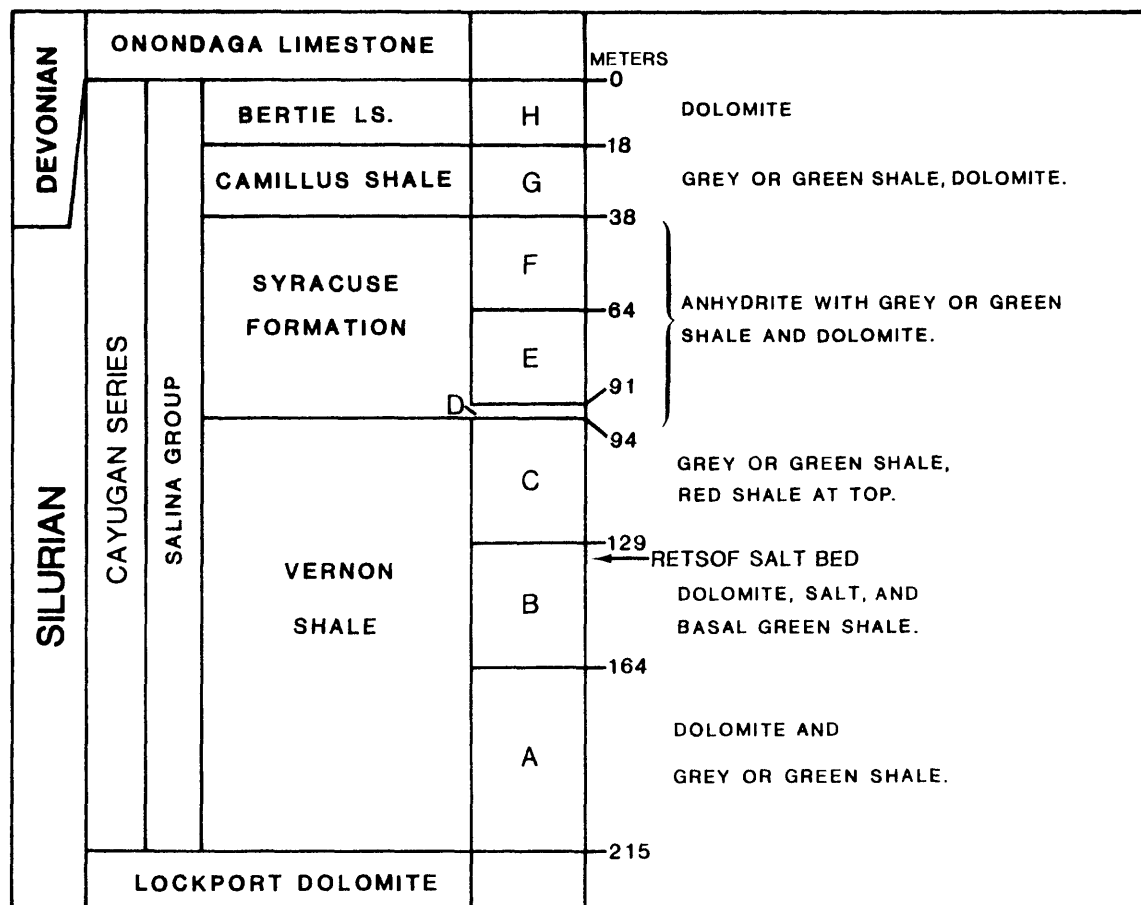 DEVONIAN
SILURIAN
CAYUGAN SERIES
SALINA GROUP
ONONDAGA LIMESTONE
BERTIE LS.
CAMILLUS SHALE
SYRACUSE
FORMATION
VERNON
SHALE
LOCKPORT DOLOMITE
H
G
F
E
D
C
B
A
METERS
0
18
38
64
91
94
129
164
215
DOLOMITE
GREY OR GREEN SHALE, DOLOMITE.
ANHYDRITE WITH GREY OR GREEN
SHALE AND DOLOMITE.
GREY OR GREEN SHALE,
RED SHALE AT TOP.
RETSOF SALT BED
DOLOMITE, SALT, AND
BASAL GREEN SHALE.
DOLOMITE AND
GREY OR GREEN SHALE.